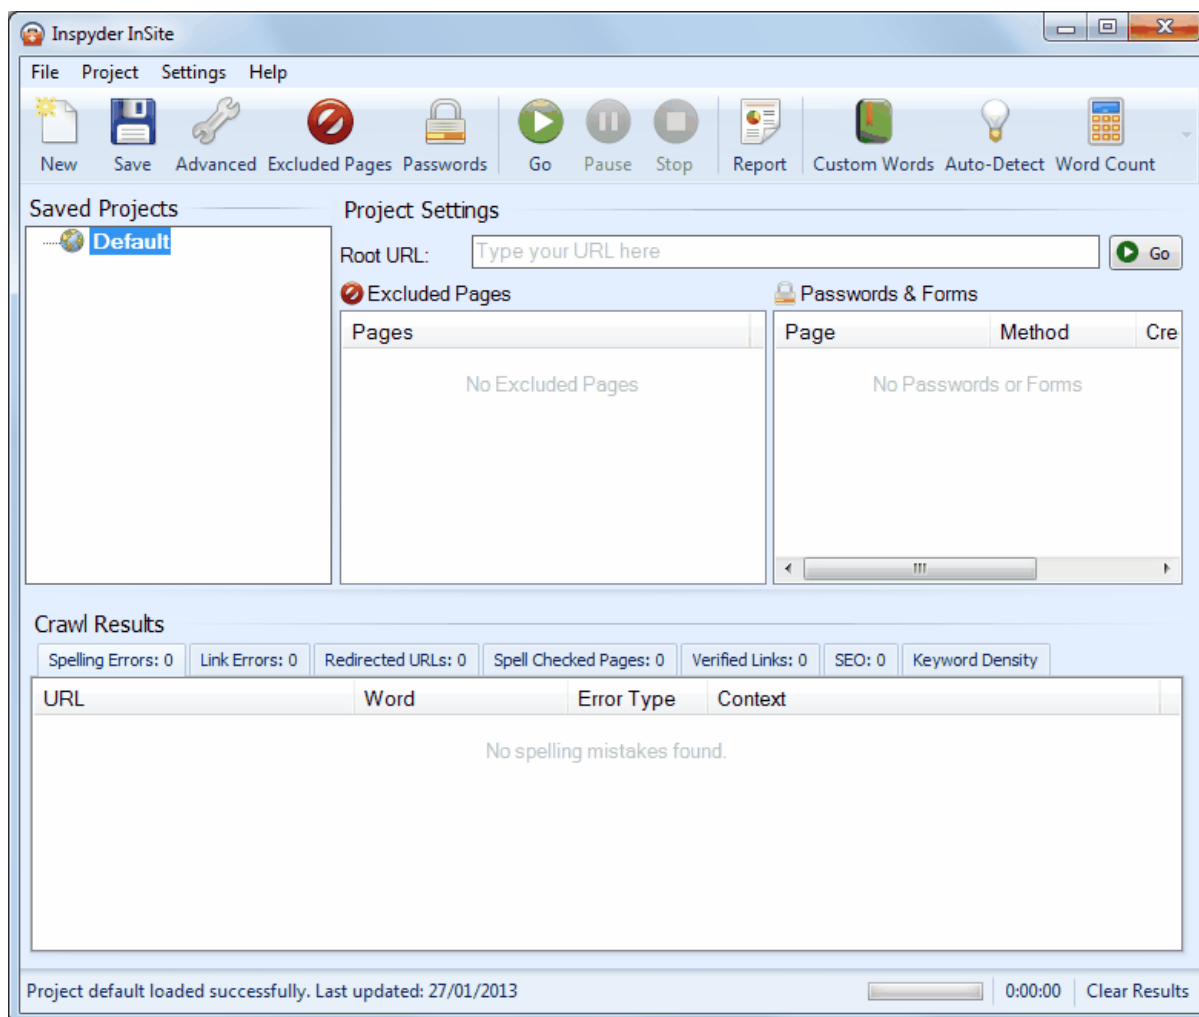 Inspyder InSite
File Project Settings Help
New Save Advanced Excluded Pages Passwords Go Pause Stop Report Custom Words Auto-Detect Word Count
Saved Projects
Default
Project Settings
Root URL: Type your URL here Go
Excluded Pages
Pages
No Excluded Pages
Passwords & Forms
Page Method Cre
No Passwords or Forms
Crawl Results
Spelling Errors: 0 Link Errors: 0 Redirected URLs: 0 Spell Checked Pages: 0 Verified Links: 0 SEO: 0 Keyword Density
URL Word Error Type Context
No spelling mistakes found.
Project default loaded successfully. Last updated: 27/01/2013 0:00:00 Clear Results